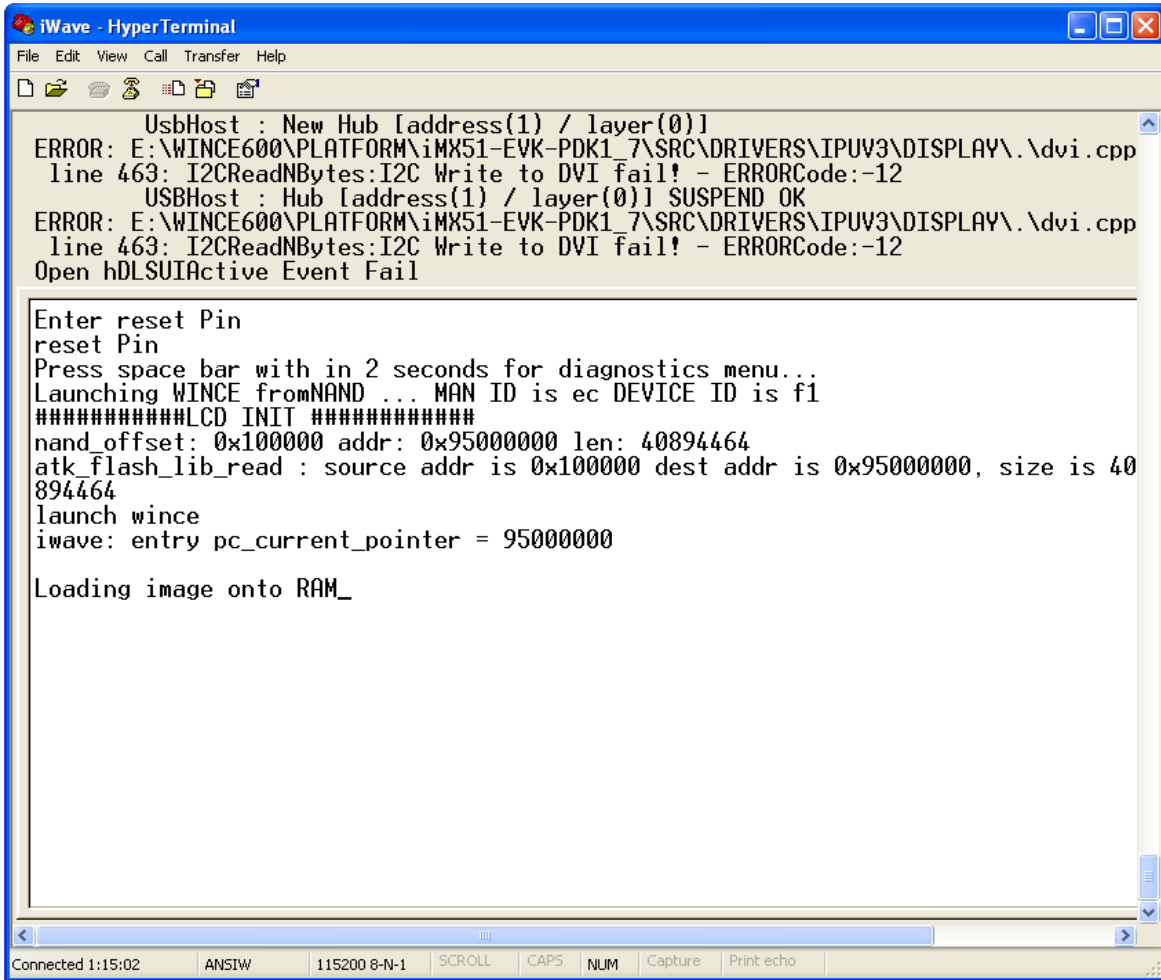 iWave - HyperTerminal
File Edit View Call Transfer Help
UsbHost : New Hub [address(1) / layer(0)]
ERROR: E:\WINCE600\PLATFORM\iMX51-EVK-PDK1_7\SRC\DRIVERS\IPUV3\DISPLAY\.\dvi.cpp
line 463: I2CReadNBytes:I2C Write to DVI fail! - ERRORCode:-12
USBHost : Hub [address(1) / layer(0)] SUSPEND OK
ERROR: E:\WINCE600\PLATFORM\iMX51-EVK-PDK1_7\SRC\DRIVERS\IPUV3\DISPLAY\.\dvi.cpp
line 463: I2CReadNBytes:I2C Write to DVI fail! - ERRORCode:-12
Open hDLSUIActive Event Fail
Enter reset Pin
reset Pin
Press space bar with in 2 seconds for diagnostics menu...
Launching WINCE fromNAND ... MAN ID is ec DEVICE ID is f1
###########LCD INIT ############
nand_offset: 0x100000 addr: 0x95000000 len: 40894464
atk_flash_lib_read : source addr is 0x100000 dest addr is 0x95000000, size is 40
894464
launch wince
iwave: entry pc_current_pointer = 95000000
Loading image onto RAM_
Connected 1:15:02 ANSIW 115200 8-N-1 SCROLL CAPS NUM Capture Print echo